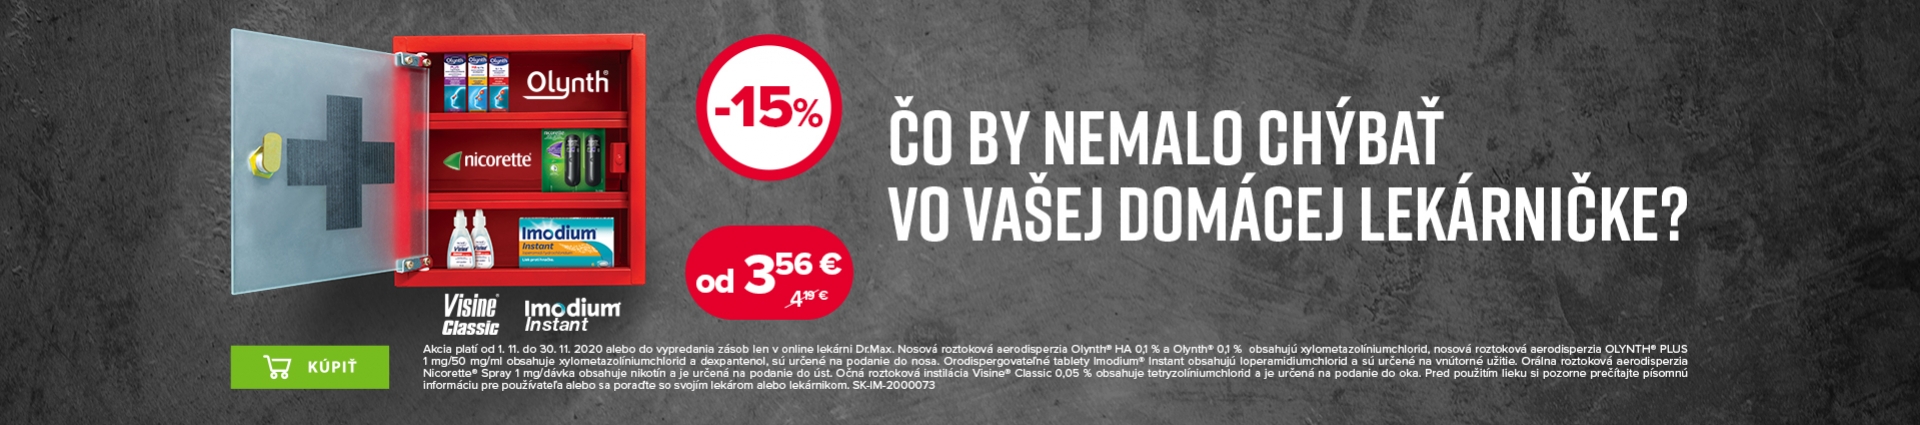 Olynth®
nicorette®
Imodium
Instant
Visine®
Classic
Imodium
Instant
-15%
od 3 56 €
4 19 €
ČO BY NEMALO CHÝBAŤ
VO VAŠEJ DOMÁCEJ LEKÁRNIČKE?
KÚPIŤ
Akcia platí od 1. 11. do 30. 11. 2020 alebo do vypredania zásob len v online lekárni Dr.Max. Nosová roztoková aerodisperzia Olynth® HA 0,1 % a Olynth® 0,1 % obsahujú xylometazolíniumchlorid, nosová roztoková aerodisperzia OLYNTH® PLUS
1 mg/50 mg/ml obsahuje xylometazolíniumchlorid a dexpantenol, sú určené na podanie do nosa. Orodispergovateľné tablety Imodium® Instant obsahujú loperamidiumchlorid a sú určené na vnútorné užitie. Orálna roztoková aerodisperzia
Nicorette® Spray 1 mg/dávka obsahuje nikotín a je určená na podanie do úst. Očná roztoková instilácia Visine® Classic 0,05 % obsahuje tetryzolíniumchlorid a je určená na podanie do oka. Pred použitím lieku si pozorne prečítajte písomnú
informáciu pre používateľa alebo sa poraďte so svojím lekárom alebo lekárnikom. SK-IM-2000073